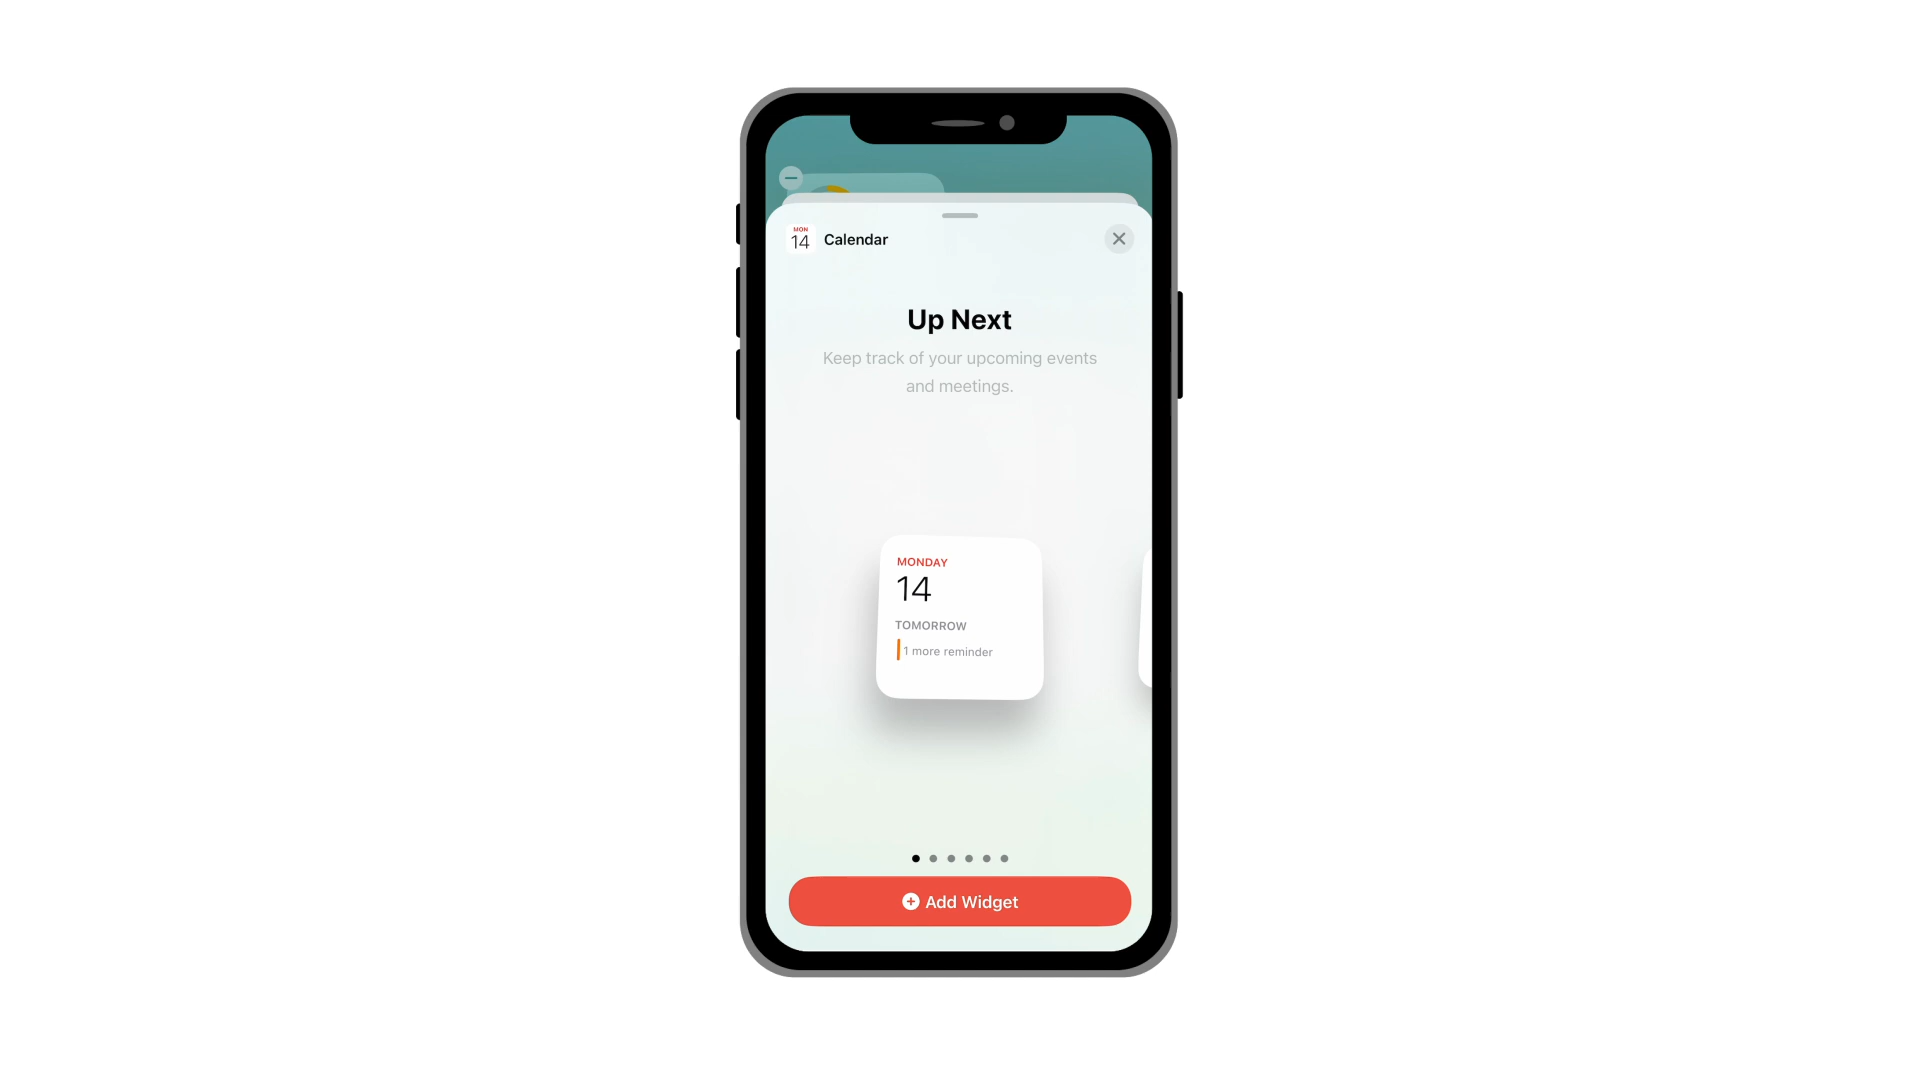 MON
14
Calendar
Up Next
Keep track of your upcoming events
and meetings.
MONDAY
14
TOMORROW
1 more reminder
Add Widget